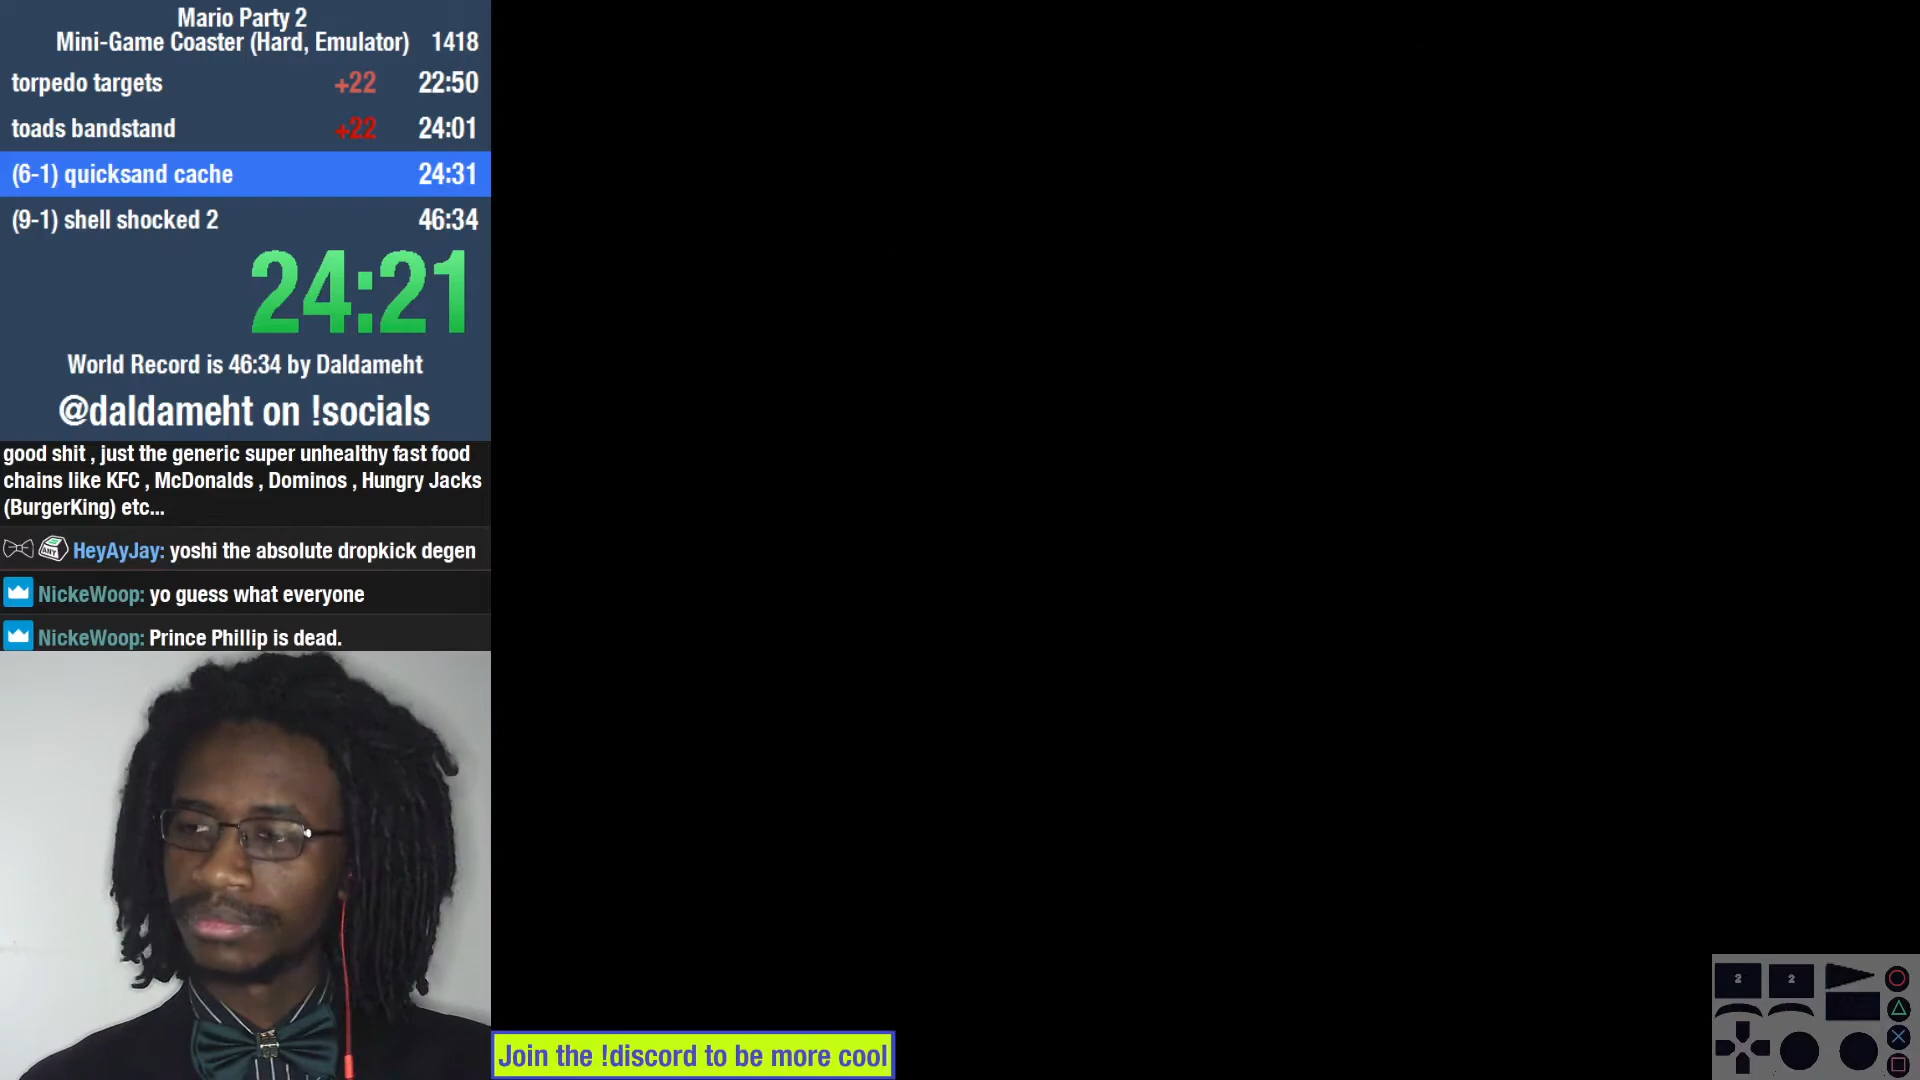 Mario Party 2
Mini-Game Coaster (Hard, Emulator) 1418
torpedo targets +22 22:50
toads bandstand +22 24:01
(6-1) quicksand cache 24:31
(9-1) shell shocked 2 46:34
24:21
World Record is 46:34 by Daldameht
@daldameht on !socials
good shit , just the generic super unhealthy fast food
chains like KFC , McDonalds , Dominos , Hungry Jacks
(BurgerKing) etc...
ANY HeyAyJay: yoshi the absolute dropkick degen
NickeWoop: yo guess what everyone
NickeWoop: Prince Phillip is dead.
2 2
Join the !discord to be more cool